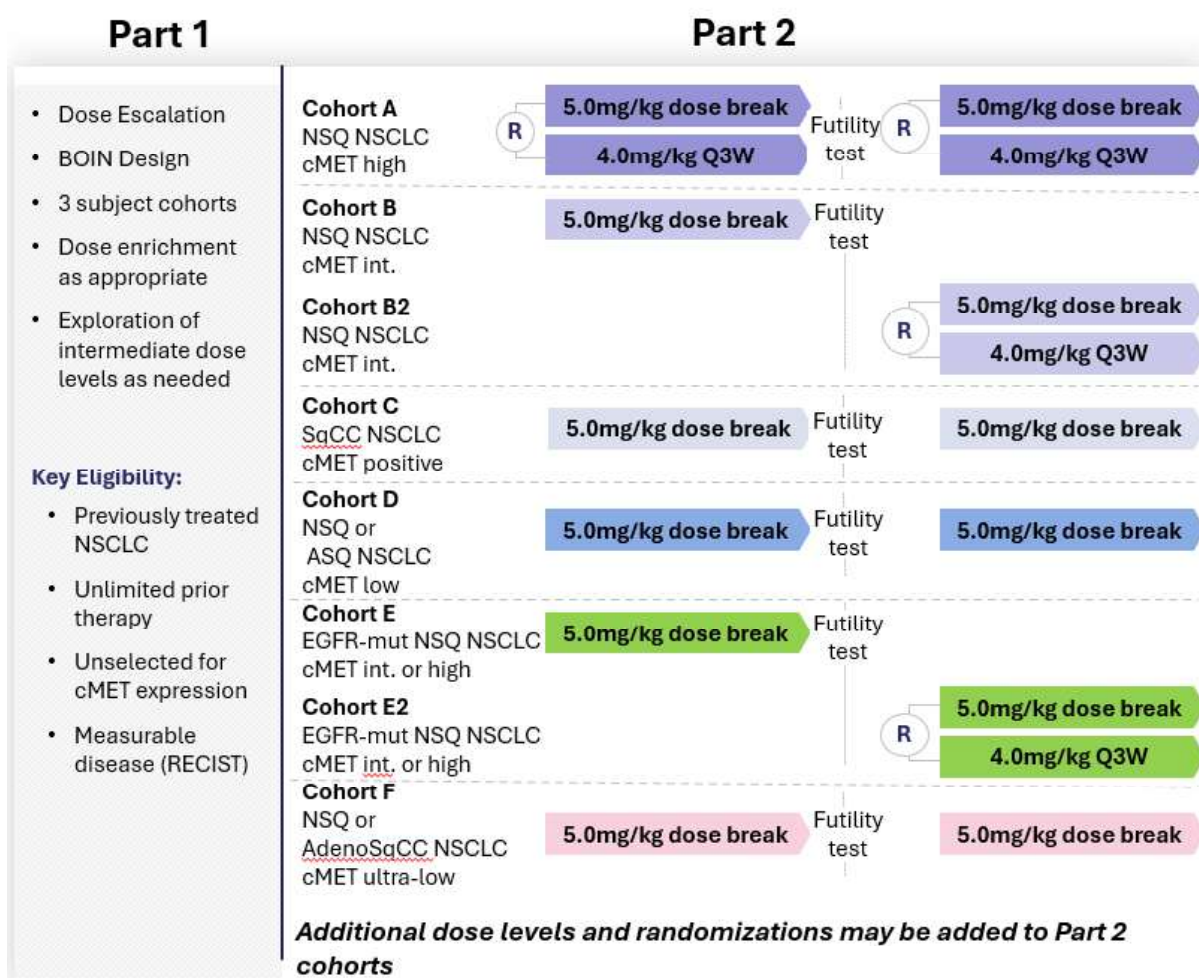 Part 1
Part 2
• Dose Escalation
• BOIN Design
• 3 subject cohorts
• Dose enrichment
as appropriate
• Exploration of
intermediate dose
levels as needed
Key Eligibility:
• Previously treated
NSCLC
• Unlimited prior
therapy
• Unselected for
cMET expression
• Measurable
disease (RECIST)
Cohort A
NSQ NSCLC
cMET high
R
5.0mg/kg dose break
4.0mg/kg Q3W
Futility
test
R
5.0mg/kg dose break
4.0mg/kg Q3W
Cohort B
NSQ NSCLC
cMET int.
5.0mg/kg dose break
Futility
test
Cohort B2
NSQ NSCLC
cMET int.
R
5.0mg/kg dose break
4.0mg/kg Q3W
Cohort C
SqCC NSCLC
cMET positive
5.0mg/kg dose break
Futility
test
5.0mg/kg dose break
Cohort D
NSQ or
ASQ NSCLC
cMET low
5.0mg/kg dose break
Futility
test
5.0mg/kg dose break
Cohort E
EGFR-mut NSQ NSCLC
cMET int. or high
5.0mg/kg dose break
Futility
test
Cohort E2
EGFR-mut NSQ NSCLC
cMET int. or high
R
5.0mg/kg dose break
4.0mg/kg Q3W
Cohort F
NSQ or
AdenoSqCC NSCLC
cMET ultra-low
5.0mg/kg dose break
Futility
test
5.0mg/kg dose break
Additional dose levels and randomizations may be added to Part 2
cohorts